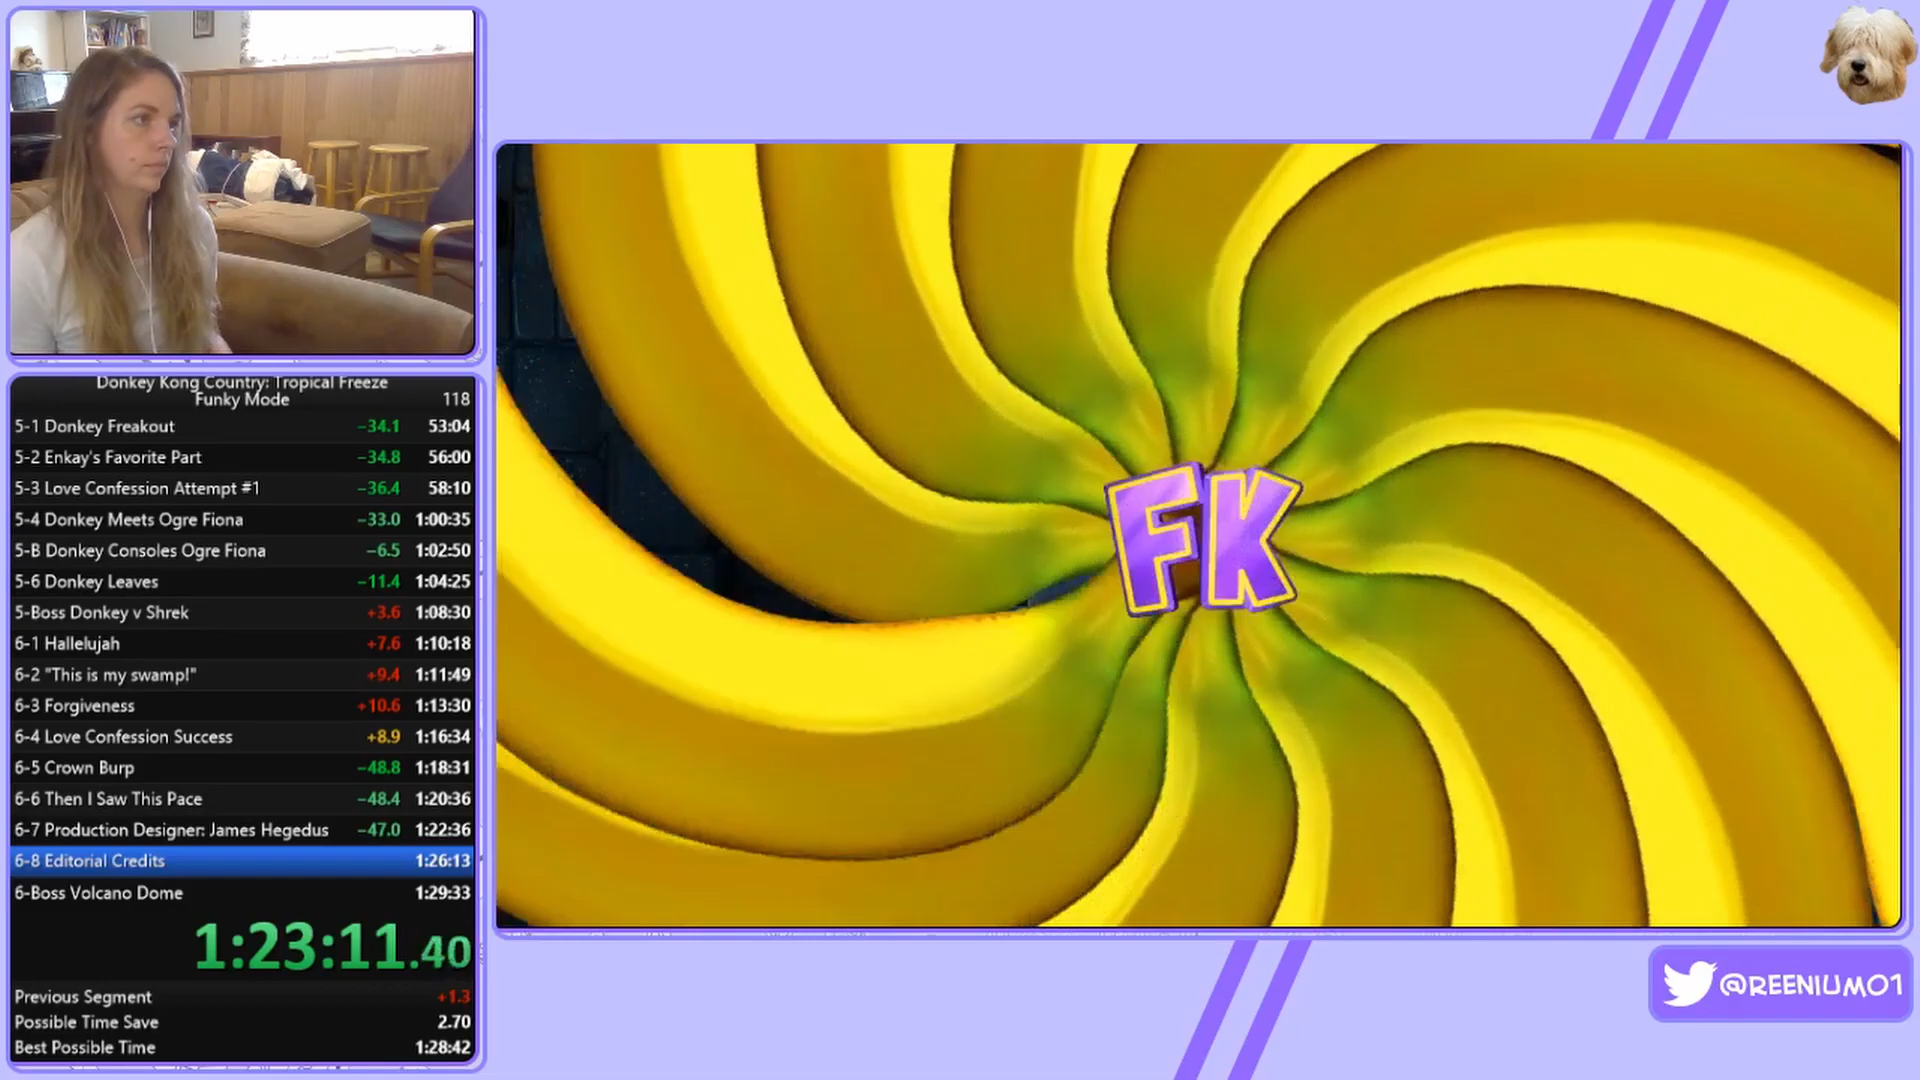 Donkey Kong Country: Tropical Freeze
Funky Mode 118
5-1 Donkey Freakout -34.1 53:04
5-2 Enkay's Favorite Part -34.8 56:00
5-3 Love Confession Attempt #1 -36.4 58:10
5-4 Donkey Meets Ogre Fiona -33.0 1:00:35
5-B Donkey Consoles Ogre Fiona -6.5 1:02:50
5-6 Donkey Leaves -11.4 1:04:25
5-Boss Donkey v Shrek +3.6 1:08:30
6-1 Hallelujah +7.6 1:10:18
6-2 "This is my swamp!" +9.4 1:11:49
6-3 Forgiveness +10.6 1:13:30
6-4 Love Confession Success +8.9 1:16:34
6-5 Crown Burp -48.8 1:18:31
6-6 Then I Saw This Pace -48.4 1:20:36
6-7 Production Designer: James Hegedus -47.0 1:22:36
6-8 Editorial Credits 1:26:13
6-Boss Volcano Dome 1:29:33
1:23:11.40
Previous Segment +1.3
Possible Time Save 2.70
Best Possible Time 1:28:42
FK
@REENIUM01